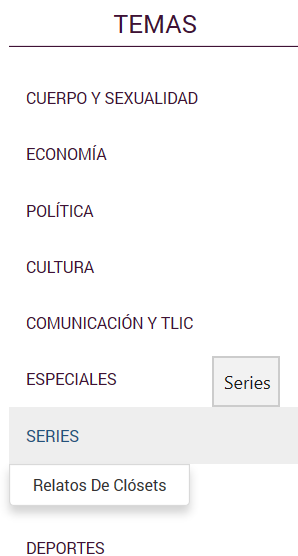 TEMAS
CUERPO Y SEXUALIDAD
ECONOMÍA
POLÍTICA
CULTURA
COMUNICACIÓN Y TLIC
ESPECIALES
Series
SERIES
Relatos De Clósets
DEPORTES